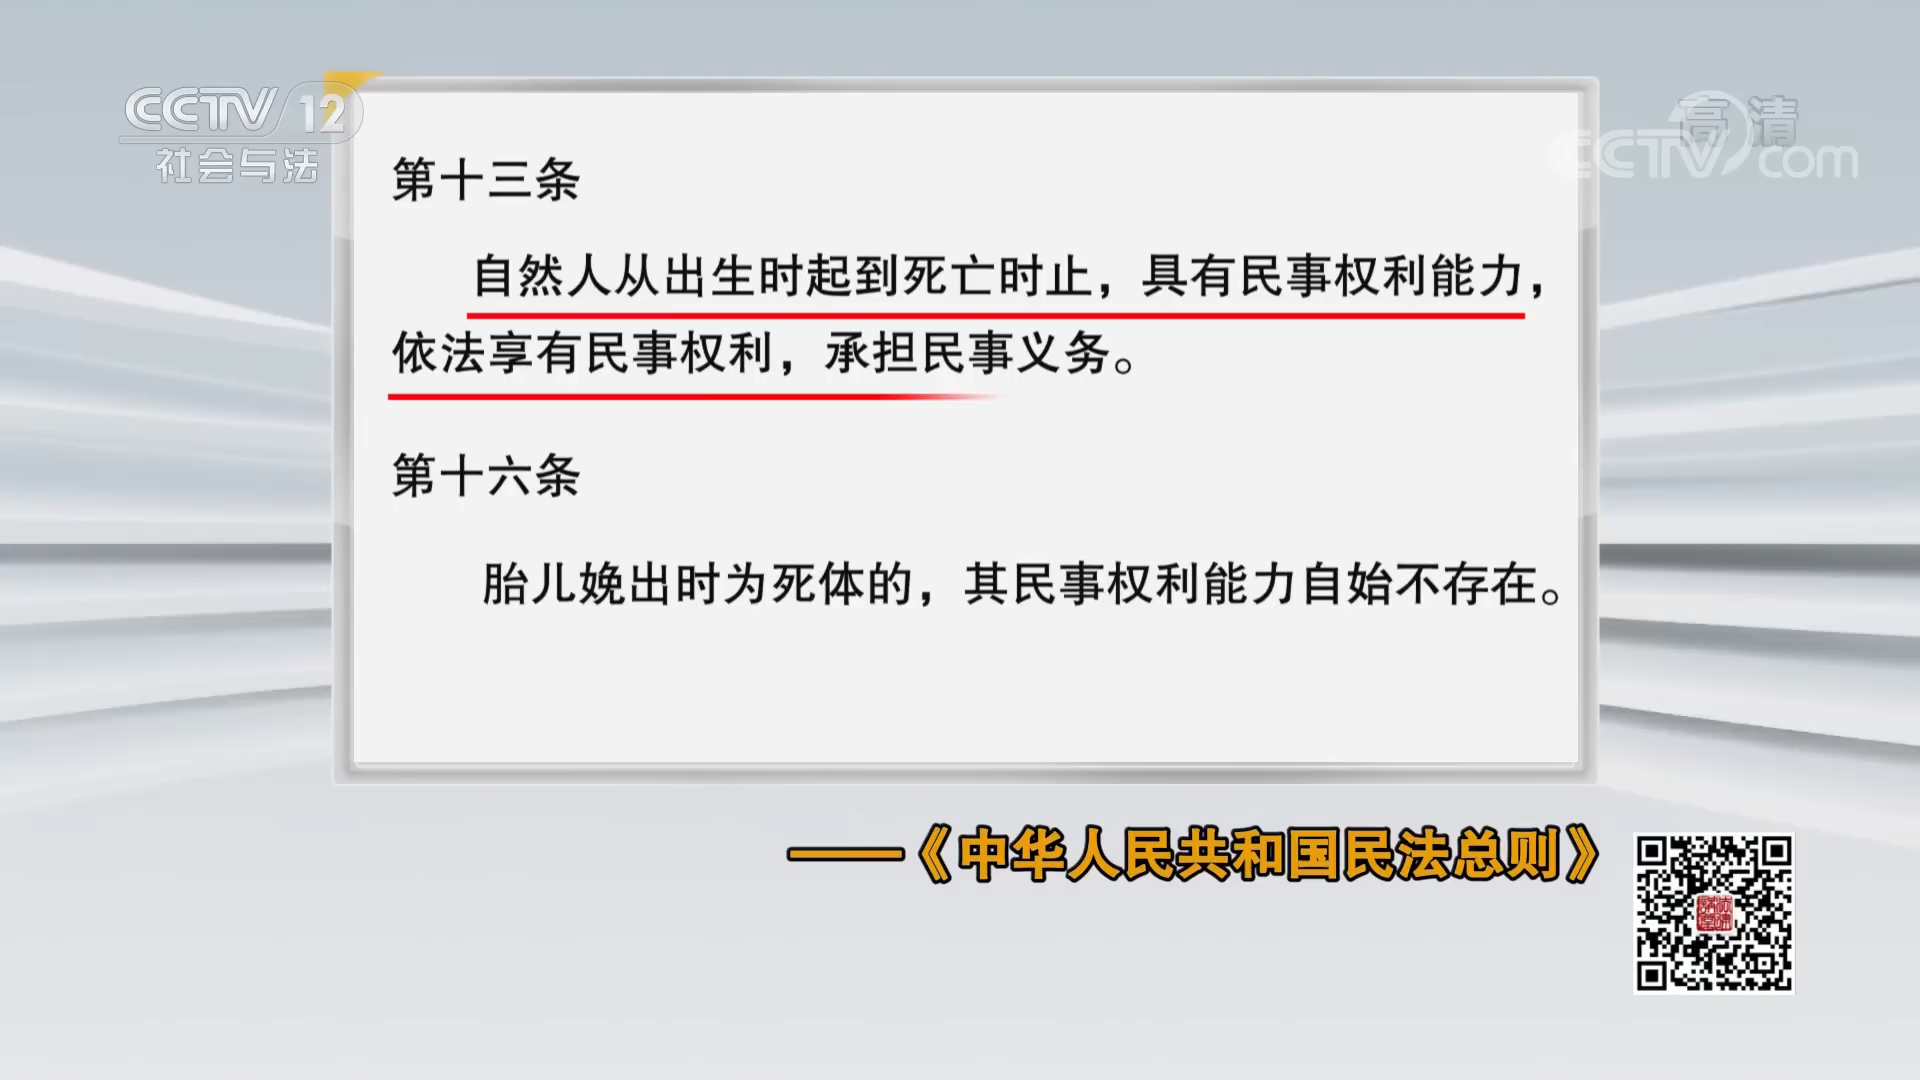 CCTV 12
社会与法
高清
CCTV.com
第十三条
自然人从出生时起到死亡时止，具有民事权利能力，
依法享有民事权利，承担民事义务。
第十六条
胎儿娩出时为死体的，其民事权利能力自始不存在。
——《中华人民共和国民法总则》